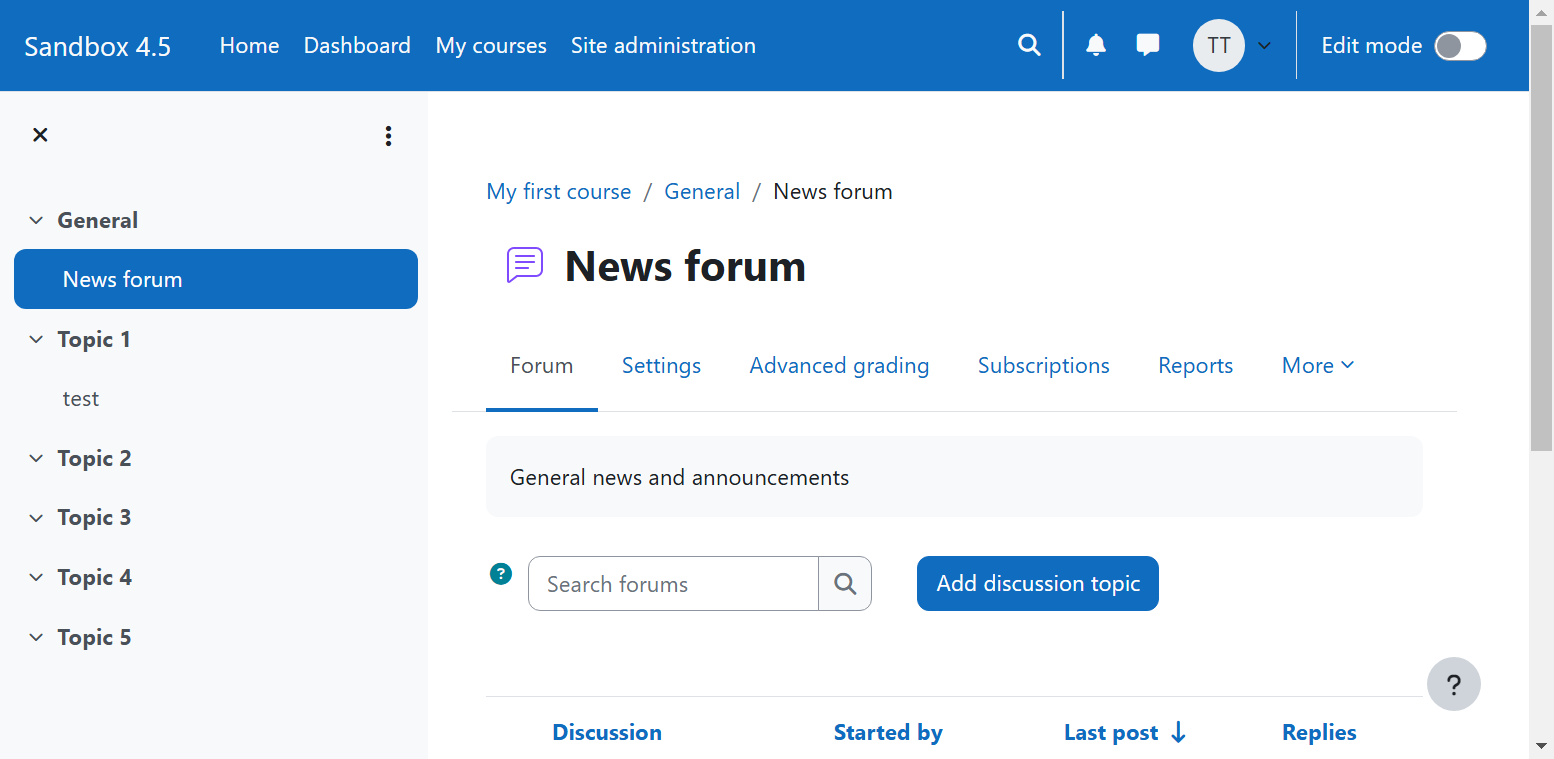 Sandbox 4.5 Home Dashboard My courses Site administration TT Edit mode
General
News forum
Topic 1
test
Topic 2
Topic 3
Topic 4
Topic 5
My first course / General / News forum
News forum
Forum Settings Advanced grading Subscriptions Reports More
General news and announcements
? Search forums Add discussion topic
?
Discussion Started by Last post ↓ Replies